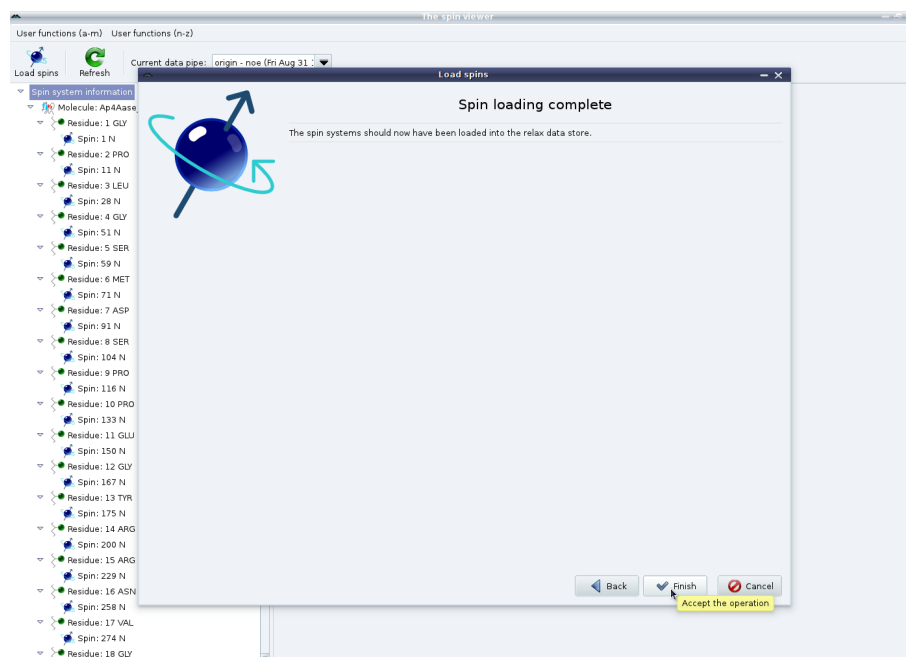 The spin viewer
User functions (a-m) User functions (n-z)
Load spins
Refresh
Current data pipe: origin - noe (Fri Aug 31 :
Load spins
Spin system information
Molecule: Ap4Aase
Residue: 1 GLY
Spin: 1 N
Residue: 2 PRO
Spin: 11 N
Residue: 3 LEU
Spin: 28 N
Residue: 4 GLY
Spin: 51 N
Residue: 5 SER
Spin: 59 N
Residue: 6 MET
Spin: 71 N
Residue: 7 ASP
Spin: 91 N
Residue: 8 SER
Spin: 104 N
Residue: 9 PRO
Spin: 116 N
Residue: 10 PRO
Spin: 133 N
Residue: 11 GLU
Spin: 150 N
Residue: 12 GLY
Spin: 167 N
Residue: 13 TYR
Spin: 175 N
Residue: 14 ARG
Spin: 200 N
Residue: 15 ARG
Spin: 229 N
Residue: 16 ASN
Spin: 258 N
Residue: 17 VAL
Spin: 274 N
Residue: 18 GLY
Spin loading complete
The spin systems should now have been loaded into the relax data store.
Back
Finish
Cancel
Accept the operation